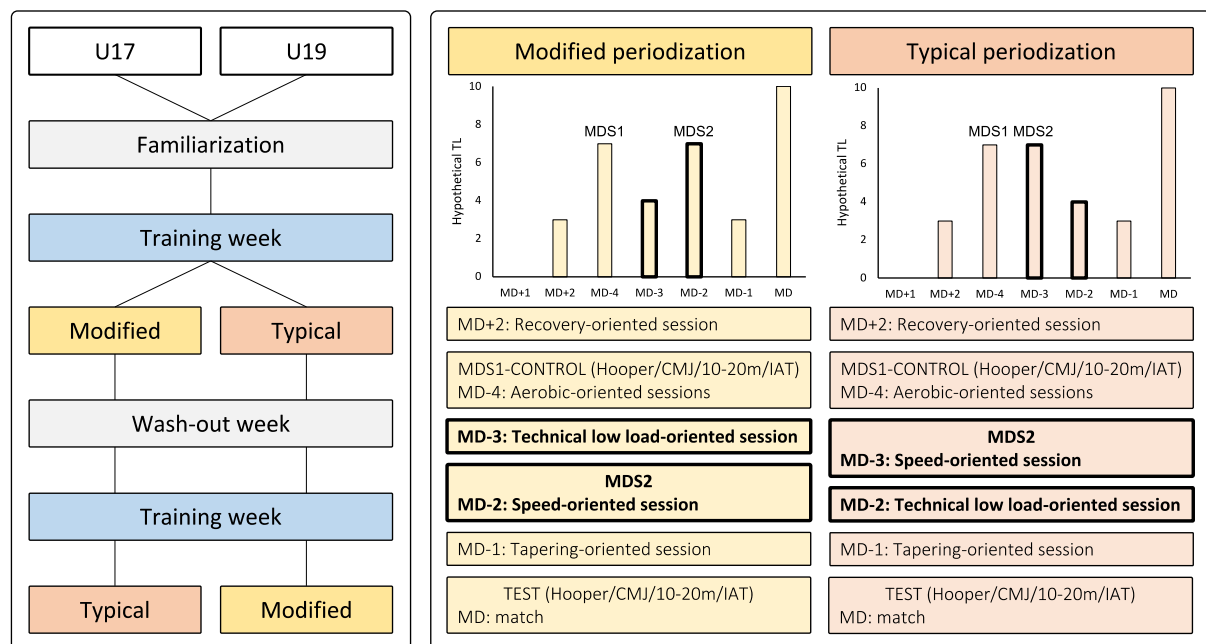 U17
U19
Familiarization
Training week
Modified
Typical
Wash-out week
Training week
Typical
Modified
Modified periodization
Hypothetical TL
10
8
6
4
2
0
MDS1
MDS2
MD+1
MD+2
MD-4
MD-3
MD-2
MD-1
MD
MD+2: Recovery-oriented session
MDS1-CONTROL (Hooper/CMJ/10-20m/IAT)
MD-4: Aerobic-oriented sessions
MD-3: Technical low load-oriented session
MDS2
MD-2: Speed-oriented session
MD-1: Tapering-oriented session
TEST (Hooper/CMJ/10-20m/IAT)
MD: match
Typical periodization
Hypothetical TL
10
8
6
4
2
0
MDS1
MDS2
MD+1
MD+2
MD-4
MD-3
MD-2
MD-1
MD
MD+2: Recovery-oriented session
MDS1-CONTROL (Hooper/CMJ/10-20m/IAT)
MD-4: Aerobic-oriented sessions
MDS2
MD-3: Speed-oriented session
MD-2: Technical low load-oriented session
MD-1: Tapering-oriented session
TEST (Hooper/CMJ/10-20m/IAT)
MD: match